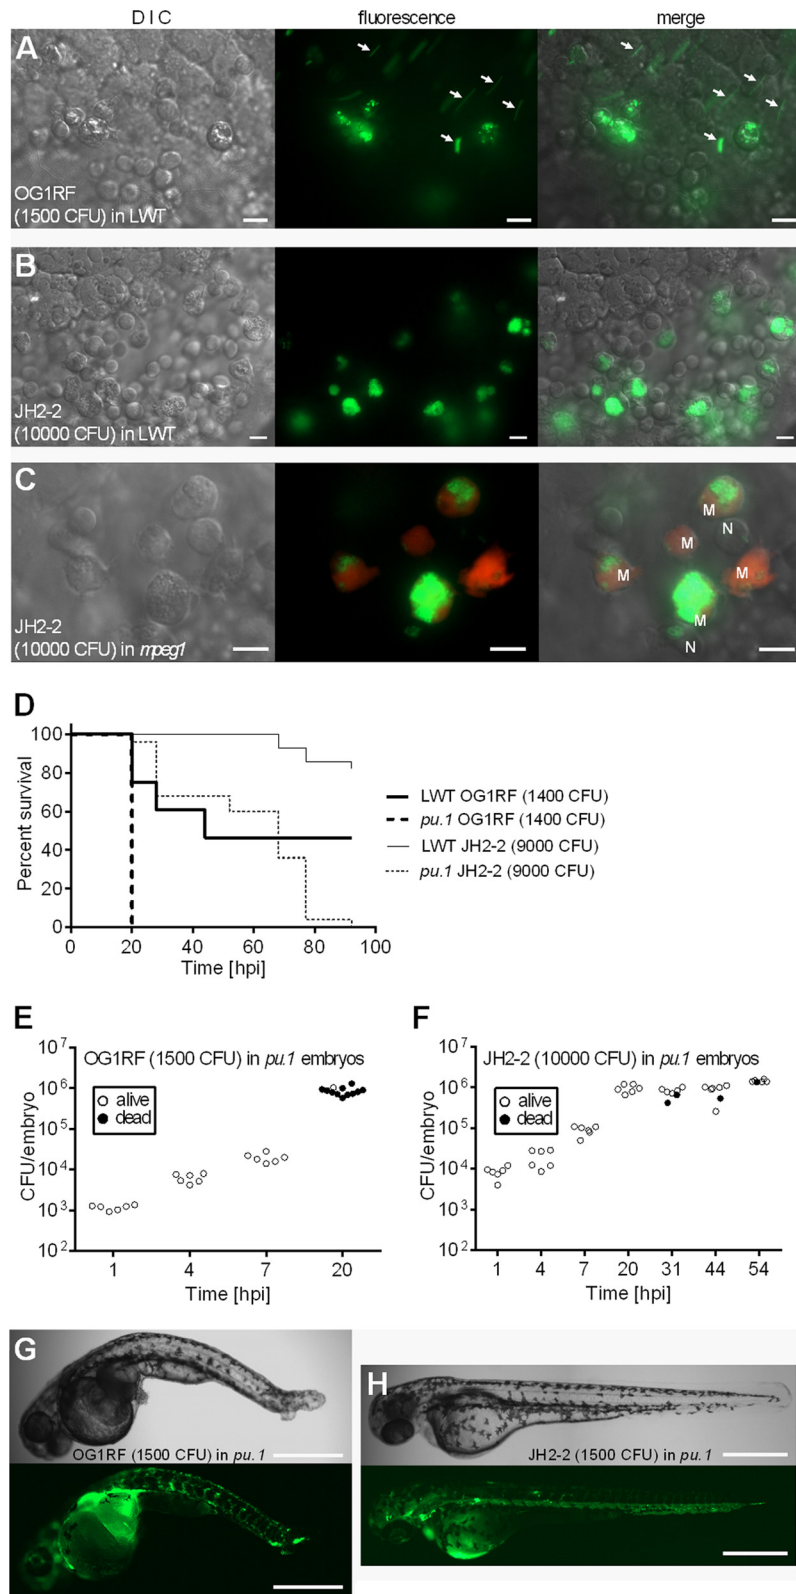 D I C
fluorescence
merge
A
OG1RF
(1500 CFU) in LWT
B
JH2-2
(10000 CFU) in LWT
C
JH2-2
(10000 CFU) in mpeg1
M
N
M
M
M
M
N
D
Percent survival
100
80
60
40
20
0
0 20 40 60 80 100
Time [hpi]
LWT OG1RF (1400 CFU)
pu.1 OG1RF (1400 CFU)
LWT JH2-2 (9000 CFU)
pu.1 JH2-2 (9000 CFU)
E
OG1RF (1500 CFU) in pu.1 embryos
alive
dead
CFU/embryo
10^7
10^6
10^5
10^4
10^3
10^2
1 4 7 20
Time [hpi]
F
JH2-2 (10000 CFU) in pu.1 embryos
alive
dead
CFU/embryo
10^7
10^6
10^5
10^4
10^3
10^2
1 4 7 20 31 44 54
Time [hpi]
G
OG1RF (1500 CFU) in pu.1
H
JH2-2 (1500 CFU) in pu.1